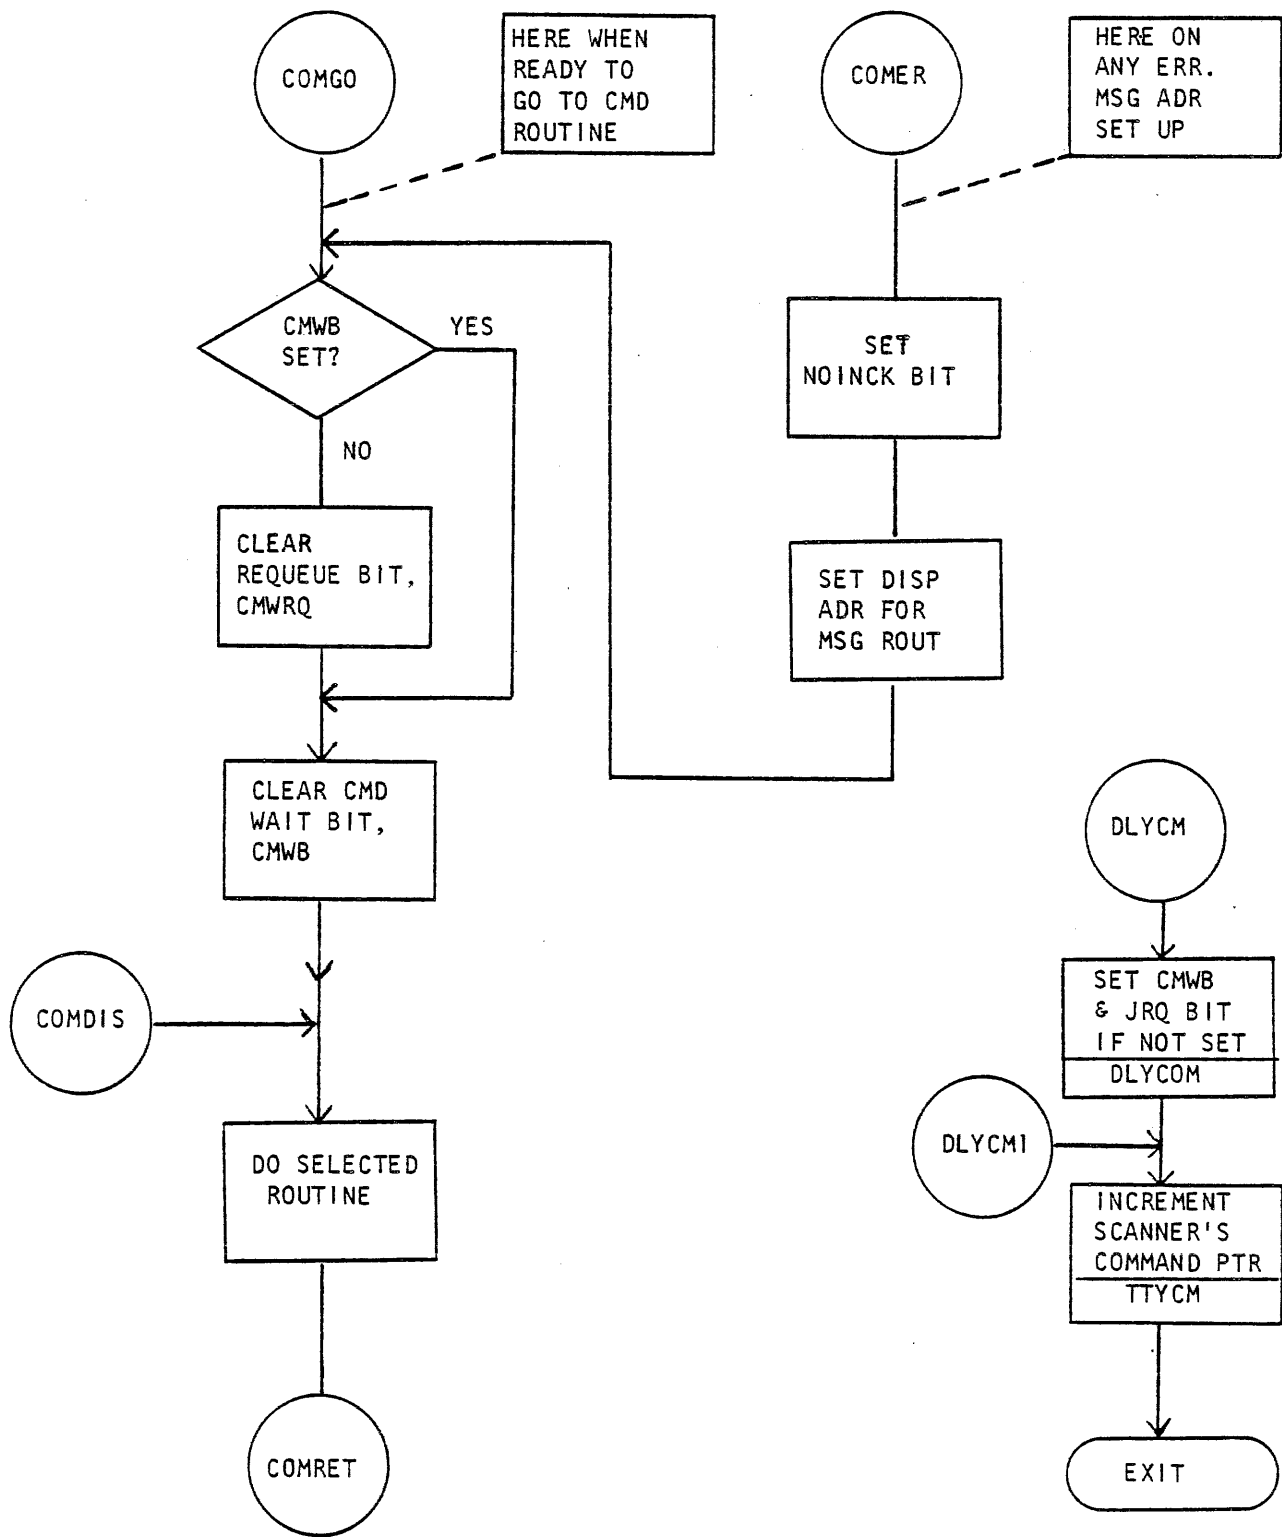 COMGO
HERE WHEN
READY TO
GO TO CMD
ROUTINE
CMWB
SET?
YES
NO
CLEAR
REQUEUE BIT,
CMWRQ
CLEAR CMD
WAIT BIT,
CMWB
COMDIS
DO SELECTED
ROUTINE
COMRET
COMER
HERE ON
ANY ERR.
MSG ADR
SET UP
SET
NOINCK BIT
SET DISP
ADR FOR
MSG ROUT
DLYCM
SET CMWB
& JRQ BIT
IF NOT SET
DLYCOM
DLYCM1
INCREMENT
SCANNER'S
COMMAND PTR
TTYCM
EXIT